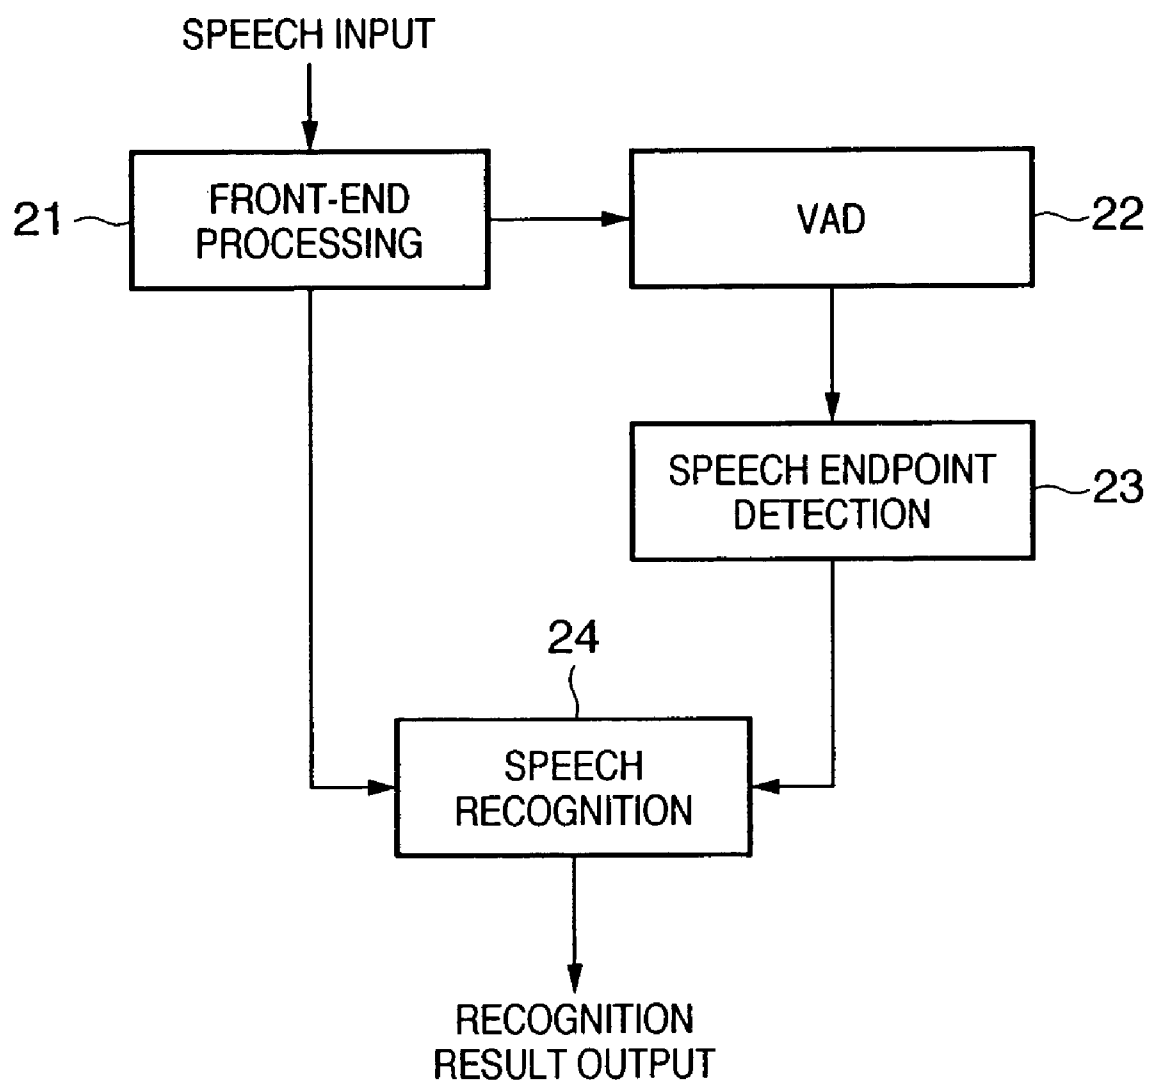 SPEECH INPUT
FRONT-END
PROCESSING
21
VAD
22
SPEECH ENDPOINT
DETECTION
23
24
SPEECH
RECOGNITION
RECOGNITION
RESULT OUTPUT